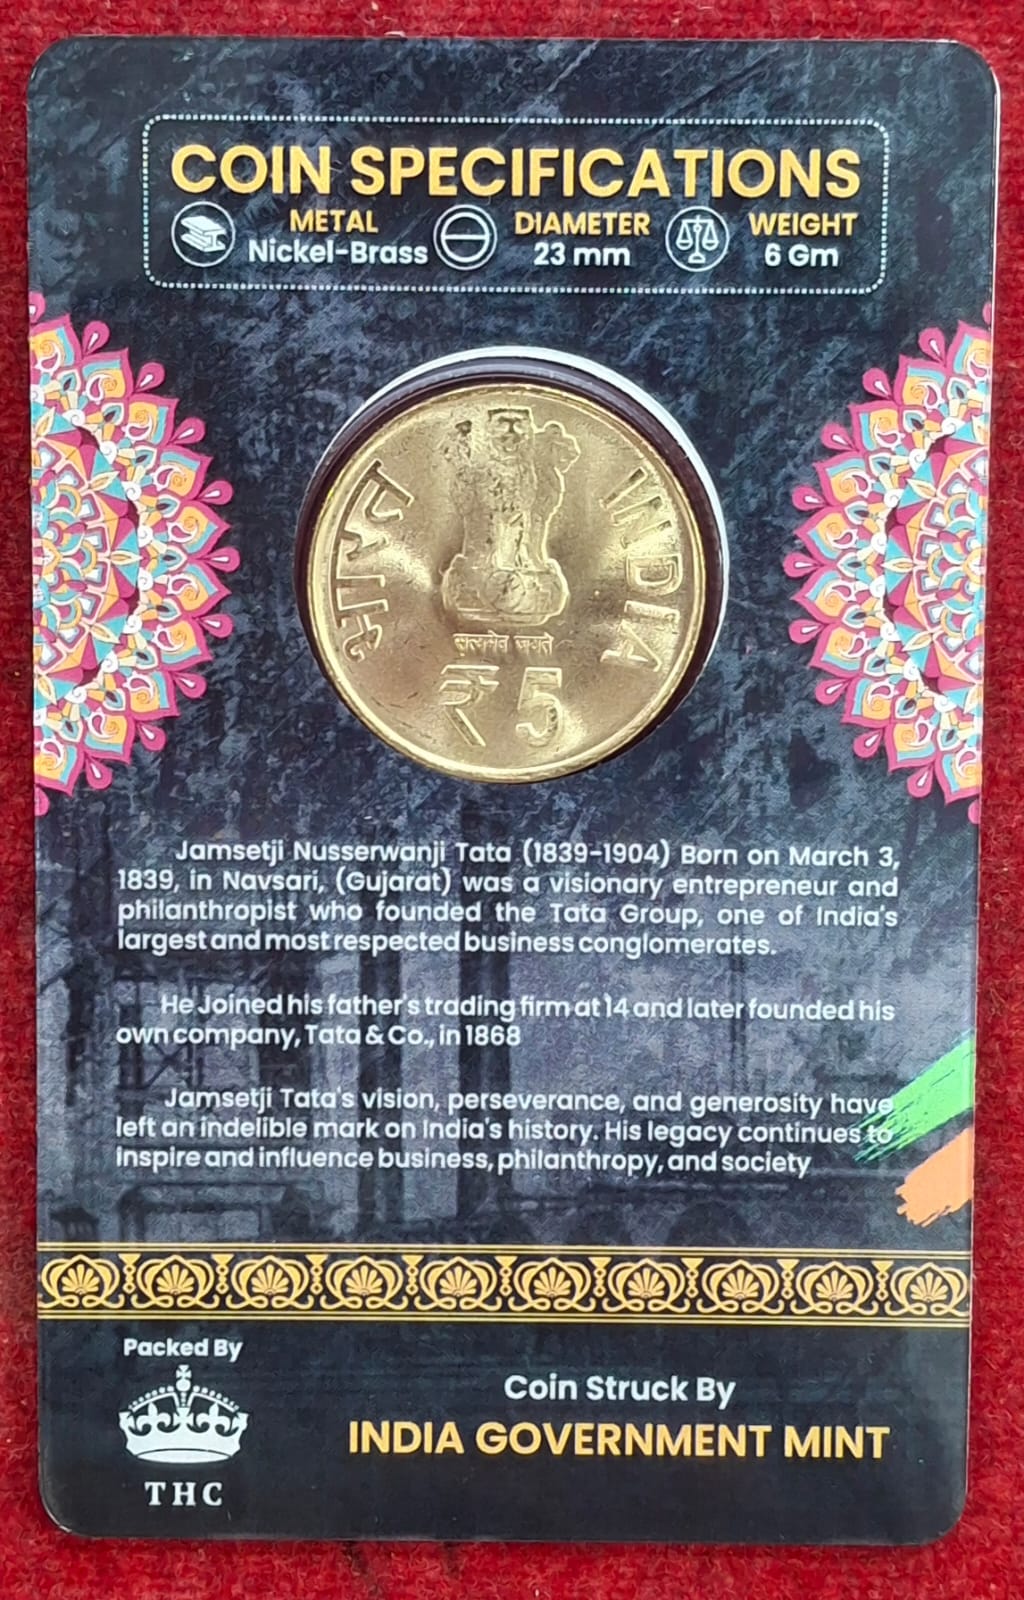 COIN SPECIFICATIONS
METAL
Nickel-Brass
DIAMETER
23 mm
WEIGHT
6 Gm
भारत
INDIA
सत्यमेव जयते
₹ 5
Jamsetji Nusserwanji Tata (1839-1904) Born on March 3,
1839, in Navsari, (Gujarat) was a visionary entrepreneur and
philanthropist who founded the Tata Group, one of India's
largest and most respected business conglomerates.
He Joined his father's trading firm at 14 and later founded his
own company, Tata & Co., in 1868
Jamsetji Tata's vision, perseverance, and generosity have
left an indelible mark on India's history. His legacy continues to
inspire and influence business, philanthropy, and society
Packed By
THC
Coin Struck By
INDIA GOVERNMENT MINT